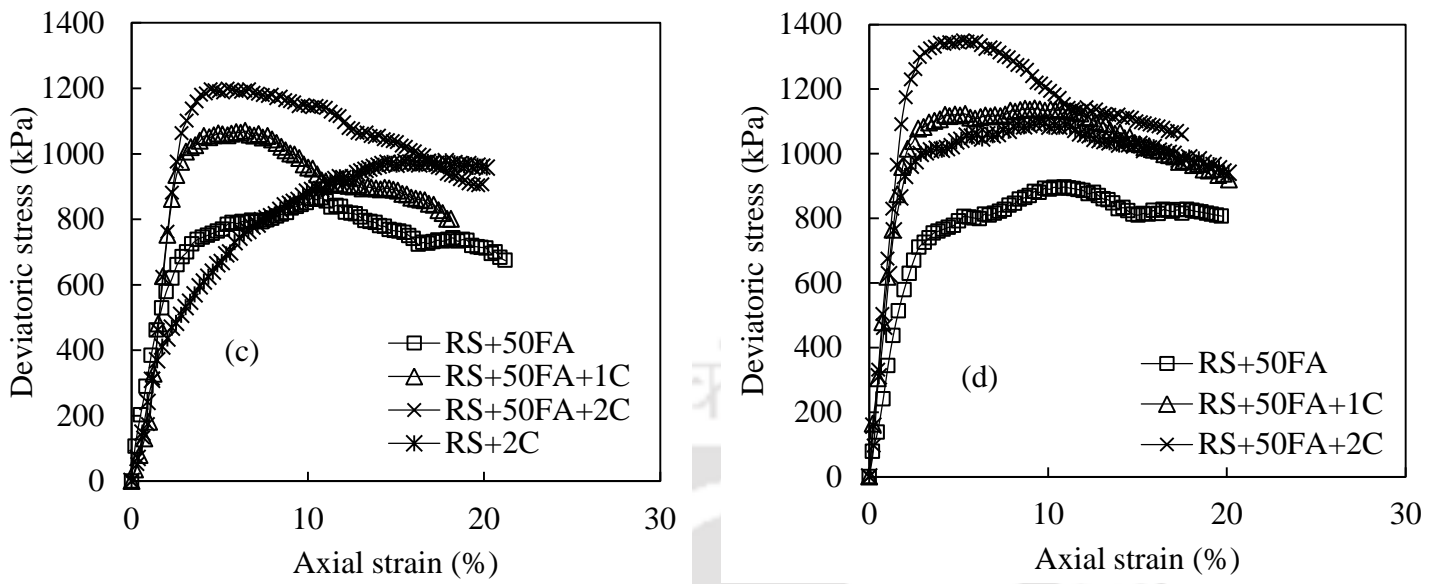 1400
1200
1000
800
600
400
200
0
0 10 20 30
Deviatoric stress (kPa)
Axial strain (%)
(c)
RS+50FA
RS+50FA+1C
RS+50FA+2C
RS+2C
1400
1200
1000
800
600
400
200
0
0 10 20 30
Deviatoric stress (kPa)
Axial strain (%)
(d)
RS+50FA
RS+50FA+1C
RS+50FA+2C